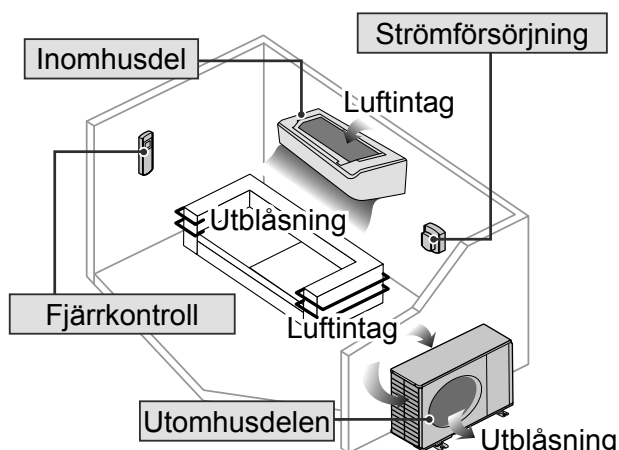 Strömförsörjning
Inomhusdel
Luftintag
Utblåsning
Fjärrkontroll
Luftintag
Utomhusdelen
Utblåsning